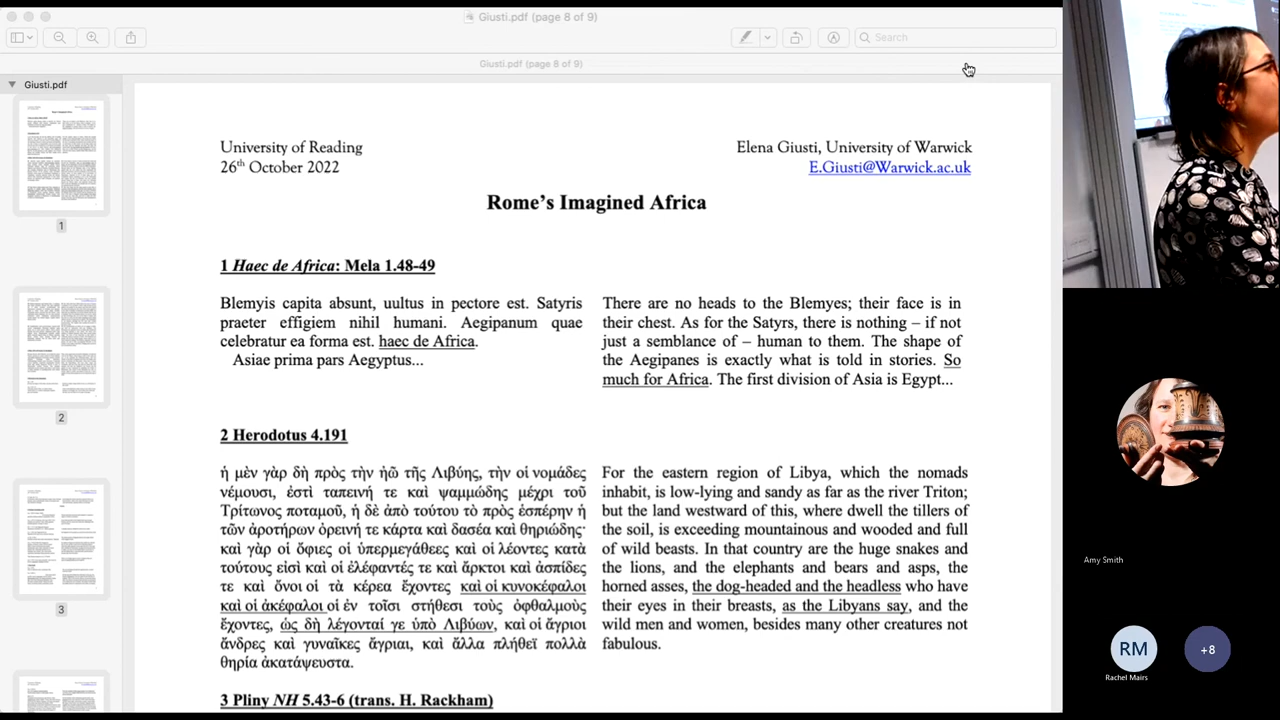 Giusti.pdf (page 8 of 9)
Search
Giusti.pdf (page 8 of 9)
Giusti.pdf
1
2
3
University of Reading
26th October 2022
Elena Giusti, University of Warwick
E.Giusti@Warwick.ac.uk
Rome's Imagined Africa
1 Haec de Africa: Mela 1.48-49
Blemyis capita absunt, uultus in pectore est. Satyris
praeter effigiem nihil humani. Aegipanum quae
celebratur ea forma est. haec de Africa.
Asiae prima pars Aegyptus...
There are no heads to the Blemyes; their face is in
their chest. As for the Satyrs, there is nothing – if not
just a semblance of – human to them. The shape of
the Aegipanes is exactly what is told in stories. So
much for Africa. The first division of Asia is Egypt...
2 Herodotus 4.191
ἡ μὲν γὰρ δὴ πρὸς τὴν ἠῶ τῆς Λιβύης, τὴν οἱ νομάδες
νέμουσι, ἐστὶ ταπεινή τε καὶ ψαμμώδης μέχρι τοῦ
Τρίτωνος ποταμοῦ, ἡ δὲ ἀπὸ τούτου τὸ πρὸς ἑσπέρην ἡ
τῶν ἀροτήρων ὀρεινή τε κάρτα καὶ δασέα καὶ θηριώδης·
καὶ γὰρ οἱ ὄφιες οἱ ὑπερμεγάθεες καὶ οἱ λέοντες κατὰ
τούτους εἰσὶ καὶ οἱ ἐλέφαντές τε καὶ ἄρκτοι καὶ ἀσπίδες
τε καὶ ὄνοι οἱ τὰ κέρεα ἔχοντες καὶ οἱ κυνοκέφαλοι
καὶ οἱ ἀκέφαλοι οἱ ἐν τοῖσι στήθεσι τοὺς ὀφθαλμοὺς
ἔχοντες, ὡς δὴ λέγονταί γε ὑπὸ Λιβύων, καὶ οἱ ἄγριοι
ἄνδρες καὶ γυναῖκες ἄγριαι, καὶ ἄλλα πλήθεϊ πολλὰ
θηρία ἀκατάψευστα.
For the eastern region of Libya, which the nomads
inhabit, is low-lying and sandy as far as the river Triton;
but the land westward of this, where dwell the tillers of
the soil, is exceeding mountainous and wooded and full
of wild beasts. In that country are the huge snakes and
the lions, and the elephants and bears and asps, the
horned asses, the dog-headed and the headless who have
their eyes in their breasts, as the Libyans say, and the
wild men and women, besides many other creatures not
fabulous.
3 Pliny NH 5.43-6 (trans. H. Rackham)
Amy Smith
RM
Rachel Mairs
+8